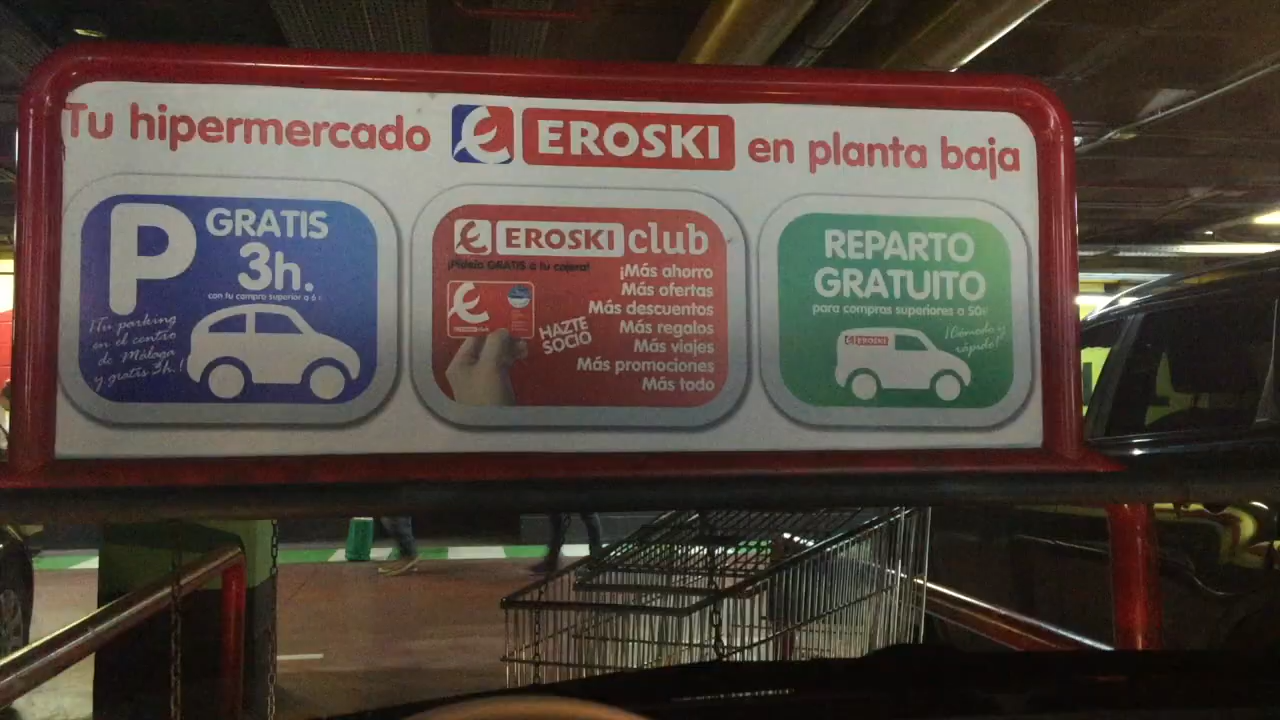 Tu hipermercado EROSKI en planta baja
P GRATIS
3h.
con tu compra superior a 6€
¡Tu parking
en el centro
de Málaga
y gratis 3h.!
EROSKI club
¡Pídela GRATIS a tu cajera!
HAZTE
SOCIO
¡Más ahorro
Más ofertas
Más descuentos
Más regalos
Más viajes
Más promociones
Más todo
REPARTO
GRATUITO
para compras superiores a 50€
¡Cómodo y
rápido!
EROSKI